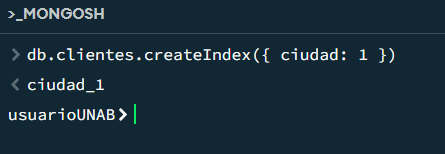 >_MONGOSH
> db.clientes.createIndex({ ciudad: 1 })
< ciudad_1
usuarioUNAB>